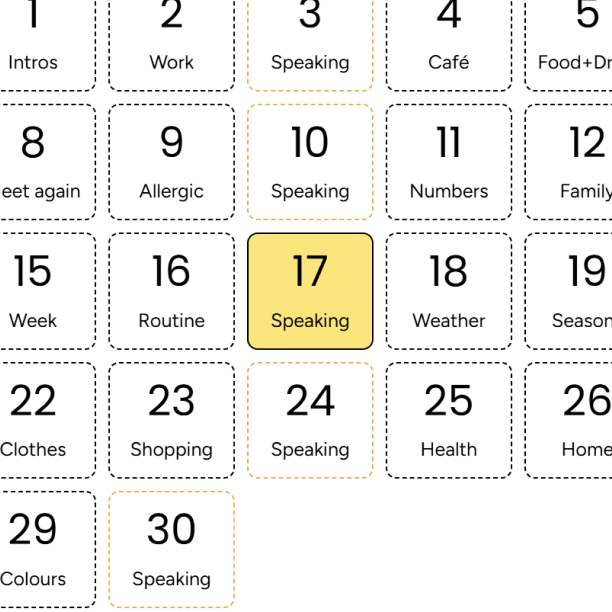 1 2 3 4 5
Intros Work Speaking Café Food+Dr
8 9 10 11 12
eet again Allergic Speaking Numbers Family
15 16 17 18 19
Week Routine Speaking Weather Season
22 23 24 25 26
Clothes Shopping Speaking Health Home
29 30
Colours Speaking